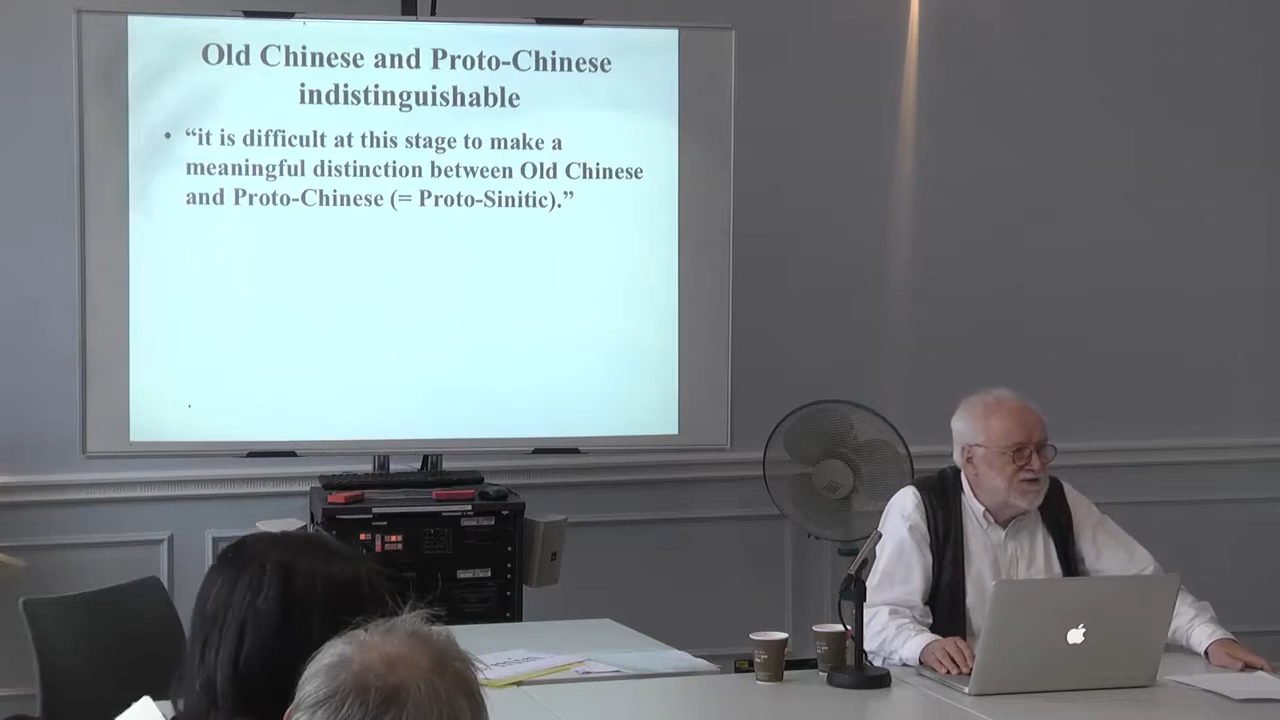 Old Chinese and Proto-Chinese
indistinguishable
• “it is difficult at this stage to make a
meaningful distinction between Old Chinese
and Proto-Chinese (= Proto-Sinitic).”